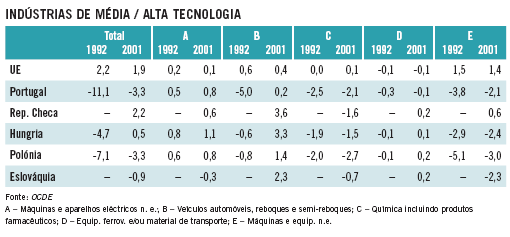 INDÚSTRIAS DE MÉDIA / ALTA TECNOLOGIA
Total A B C D E
1992 2001 1992 2001 1992 2001 1992 2001 1992 2001 1992 2001
UE 2,2 1,9 0,2 0,1 0,6 0,4 0,0 0,1 -0,1 -0,1 1,5 1,4
Portugal -11,1 -3,3 0,5 0,8 -5,0 0,2 -2,5 -2,1 -0,3 -0,1 -3,8 -2,1
Rep. Checa – 2,2 – 0,6 – 3,6 – -1,6 – 0,2 – 0,6
Hungria -4,7 0,5 0,8 1,1 -0,6 3,3 -1,9 -1,5 -0,1 0,1 -2,9 -2,4
Polónia -7,1 -3,3 0,6 0,8 -0,8 1,4 -2,0 -2,7 -0,1 0,2 -5,1 -3,0
Eslováquia – -0,9 – -0,3 – 2,3 – -0,7 – 0,2 – -2,3
Fonte: OCDE
A – Máquinas e aparelhos eléctricos n. e.; B – Veículos automóveis, reboques e semi-reboques; C – Química incluindo produtos
farmacêuticos; D – Equip. ferrov. e/ou material de transporte; E – Máquinas e equip. n.e.